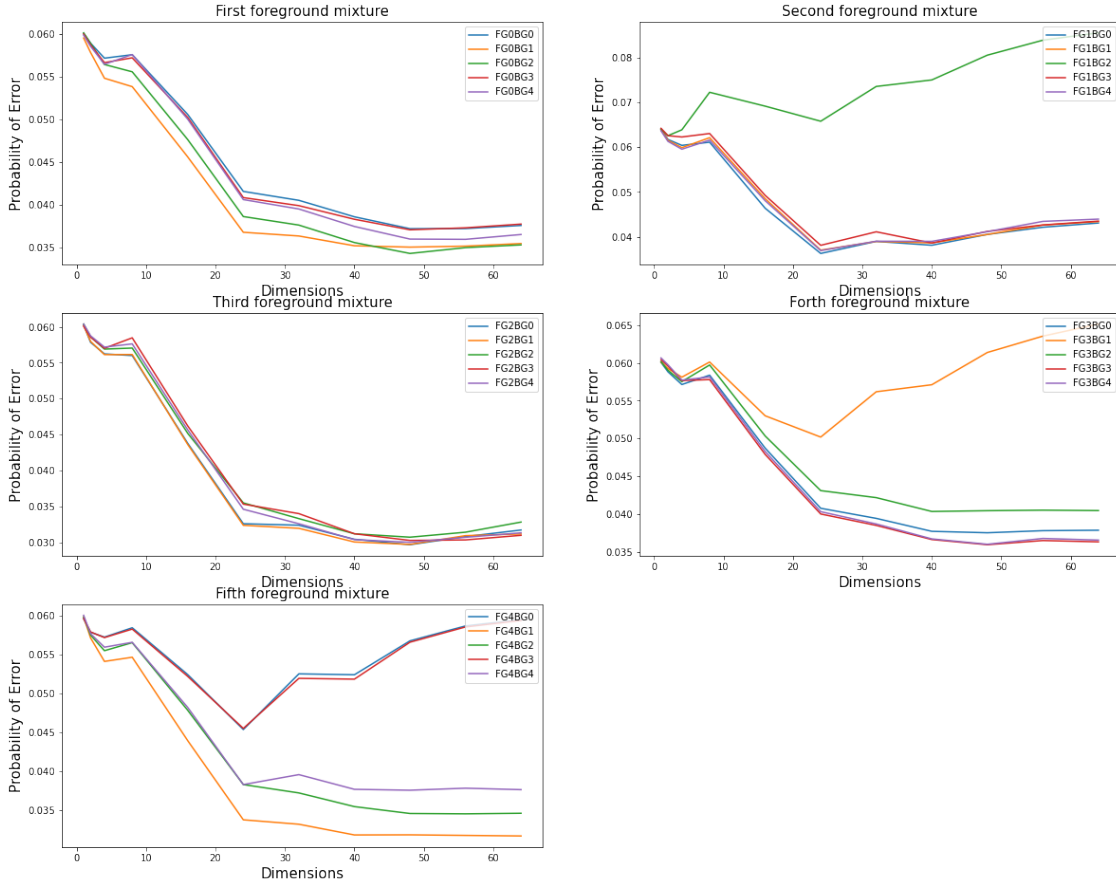 First foreground mixture
Probability of Error
0.060
0.055
0.050
0.045
0.040
0.035
FG0BG0
FG0BG1
FG0BG2
FG0BG3
FG0BG4
0 10 20 30 40 50 60
Dimensions
Second foreground mixture
Probability of Error
0.08
0.07
0.06
0.05
0.04
FG1BG0
FG1BG1
FG1BG2
FG1BG3
FG1BG4
0 10 20 30 40 50 60
Dimensions
Third foreground mixture
Probability of Error
0.060
0.055
0.050
0.045
0.040
0.035
0.030
FG2BG0
FG2BG1
FG2BG2
FG2BG3
FG2BG4
0 10 20 30 40 50 60
Dimensions
Forth foreground mixture
Probability of Error
0.065
0.060
0.055
0.050
0.045
0.040
0.035
FG3BG0
FG3BG1
FG3BG2
FG3BG3
FG3BG4
0 10 20 30 40 50 60
Dimensions
Fifth foreground mixture
Probability of Error
0.060
0.055
0.050
0.045
0.040
0.035
FG4BG0
FG4BG1
FG4BG2
FG4BG3
FG4BG4
0 10 20 30 40 50 60
Dimensions